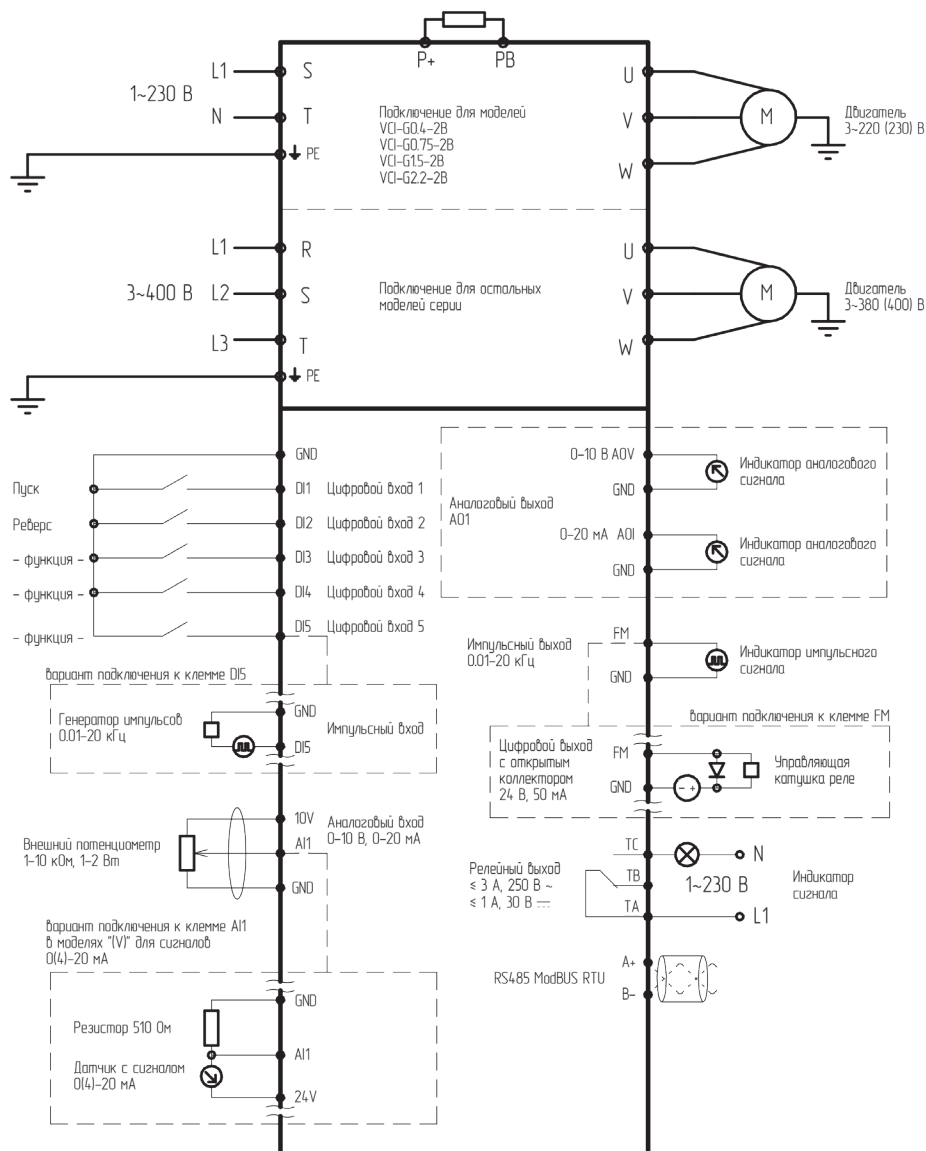 P+
PB
L1
S
U
1~230 В
N
T
V
M
PE
W
Подключение для моделей
VCI-G0.4-2B
VCI-G0.75-2B
VCI-G1.5-2B
VCI-G2.2-2B
Двигатель
3~220 (230) В
L1
R
U
3~400 В
L2
S
V
M
L3
T
W
PE
Подключение для остальных
моделей серии
Двигатель
3~380 (400) В
GND
Пуск
DI1 Цифровой вход 1
Реверс
DI2 Цифровой вход 2
- функция -
DI3 Цифровой вход 3
- функция -
DI4 Цифровой вход 4
- функция -
DI5 Цифровой вход 5
вариант подключения к клемме DI5
Генератор импульсов
0.01-20 кГц
GND
Импульсный вход
DI5
Внешний потенциометр
1-10 кОм, 1-2 Вт
10V
AI1
GND
Аналоговый вход
0-10 В, 0-20 мА
вариант подключения к клемме AI1
в моделях "(V)" для сигналов
0(4)-20 мА
GND
Резистор 510 Ом
AI1
Датчик с сигналом
0(4)-20 мА
24V
Аналоговый выход
AO1
0-10 В AOV
GND
Индикатор аналогового
сигнала
0-20 мА AOI
GND
Индикатор аналогового
сигнала
Импульсный выход
0.01-20 кГц
FM
GND
Индикатор импульсного
сигнала
вариант подключения к клемме FM
Цифровой выход
с открытым
коллектором
24 В, 50 мА
FM
GND
- +
Управляющая
катушка реле
Релейный выход
≤ 3 А, 250 В ~
≤ 1 А, 30 В ⎓
TC
TB
TA
N
1~230 В
L1
Индикатор
сигнала
RS485 ModBUS RTU
A+
B-